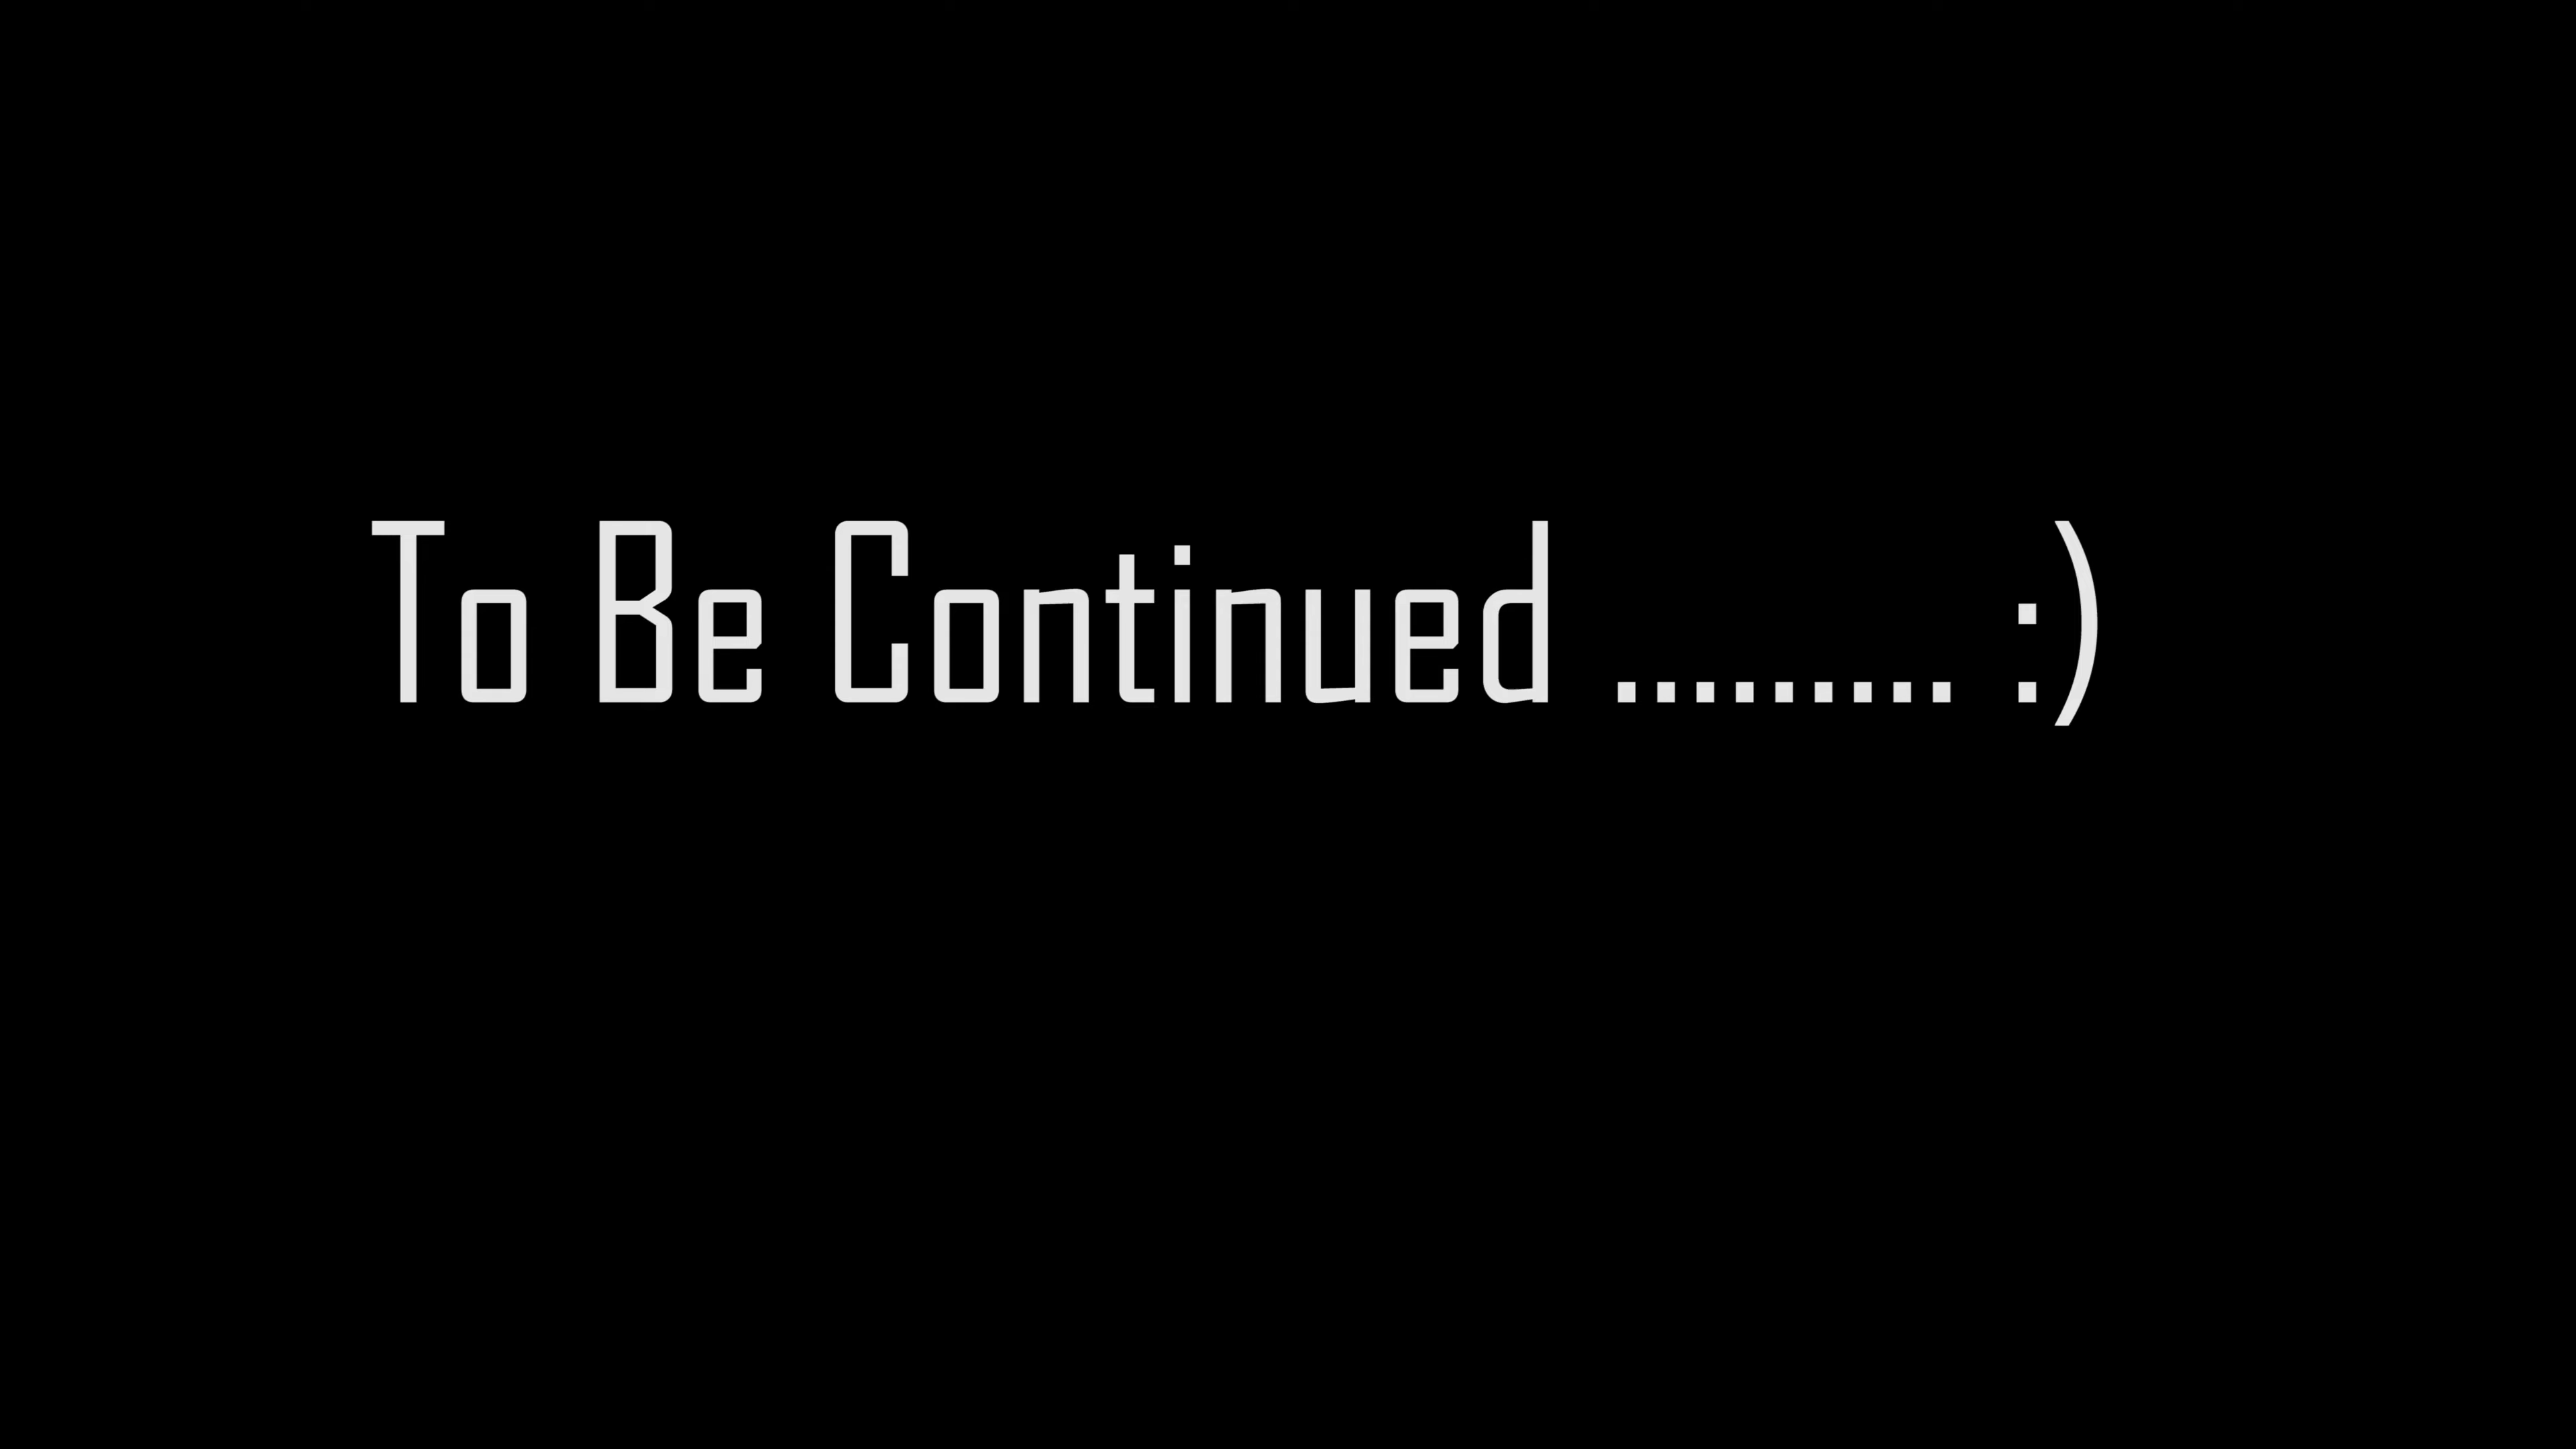 To Be Continued ......... :)